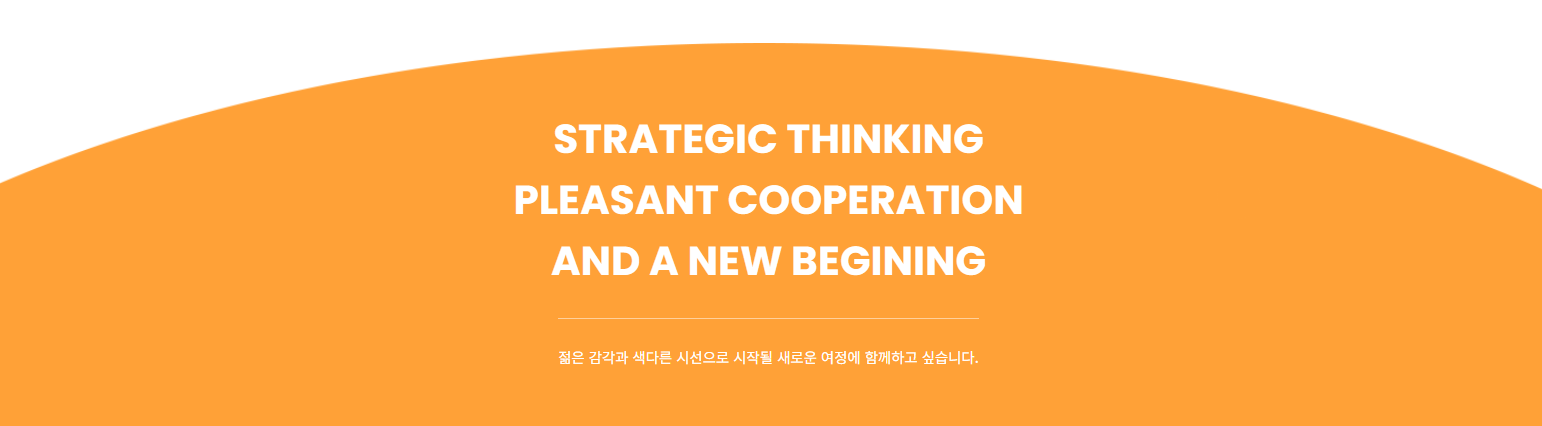 STRATEGIC THINKING
PLEASANT COOPERATION
AND A NEW BEGINING
젊은 감각과 색다른 시선으로 시작될 새로운 여정에 함께하고 싶습니다.